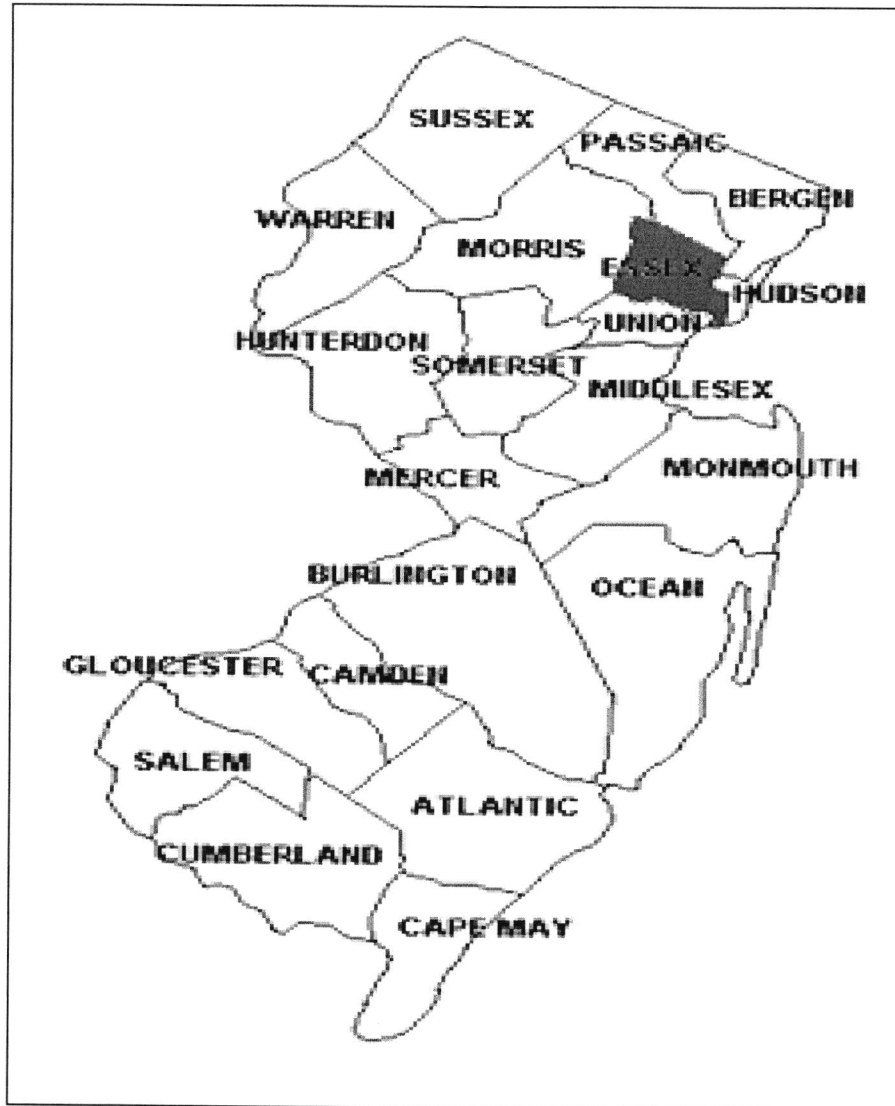 SUSSEX
PASSAIC
BERGEN
WARREN
MORRIS
ESSEX
HUDSON
UNION
HUNTERDON
SOMERSET
MIDDLESEX
MONMOUTH
MERCER
BURLINGTON
OCEAN
GLOUCESTER
CAMDEN
SALEM
ATLANTIC
CUMBERLAND
CAPE MAY